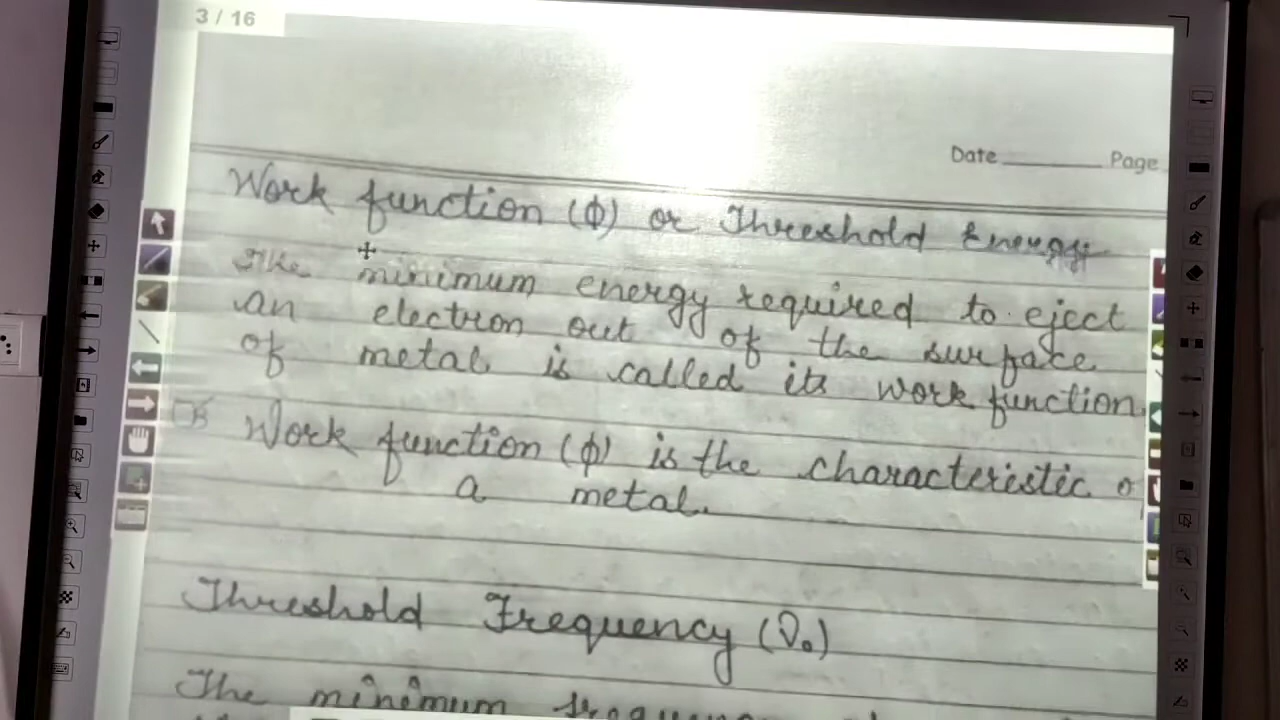 3 / 16
Date ________ Page
Work function (ϕ) or Threshold Energy
The minimum energy required to eject
an electron out of the surface
of metal is called its work function.
Work function (ϕ) is the characteristic o
a metal.
Threshold Frequency (ν₀)
The minimum frequency